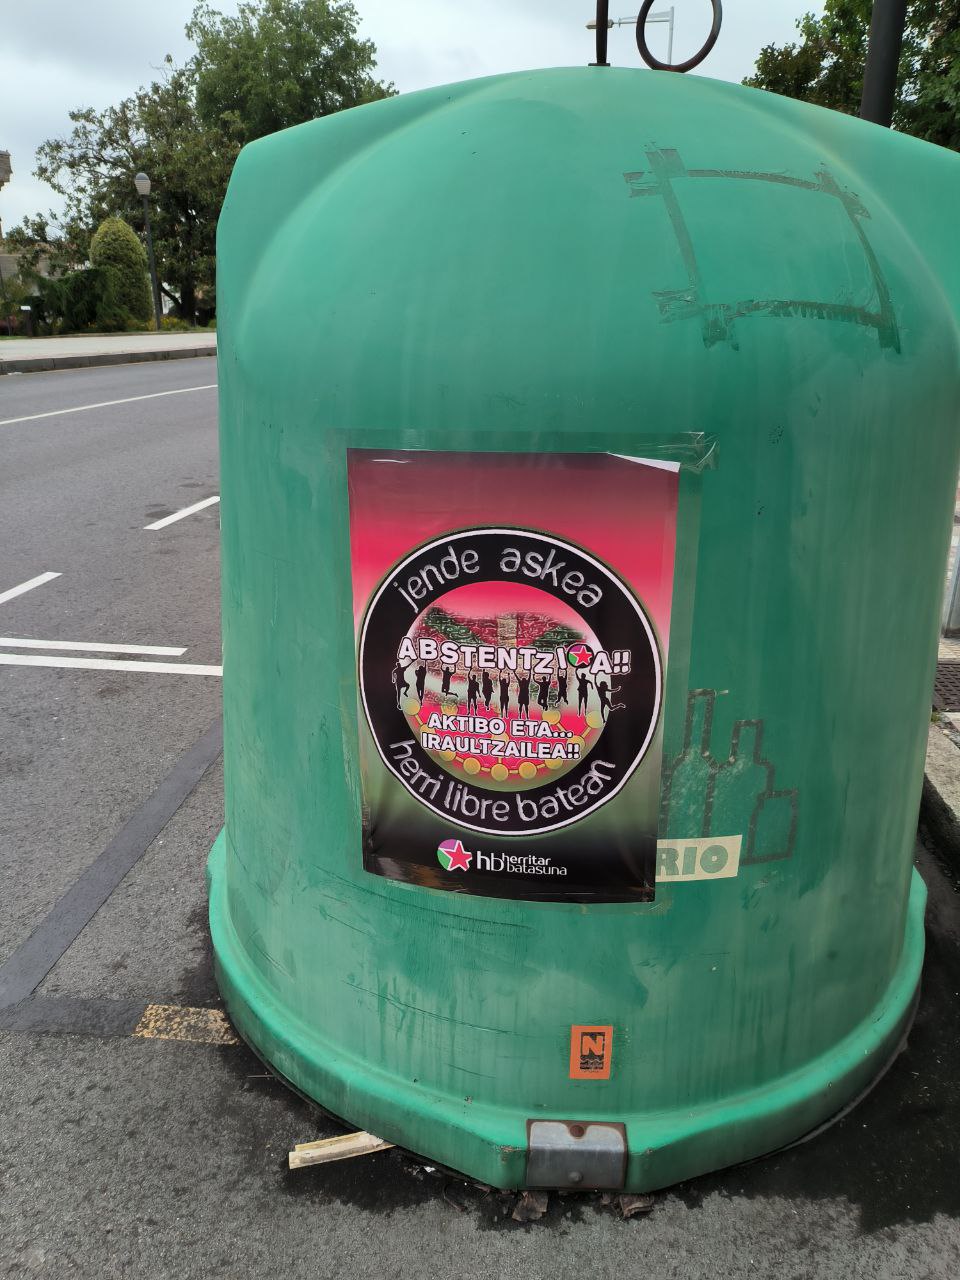 jende askea
ABSTENTZIOA!!
AKTIBO ETA...
IRAULTZAILEA!!
herri libre batean
hb herritar
batasuna
RIO
N